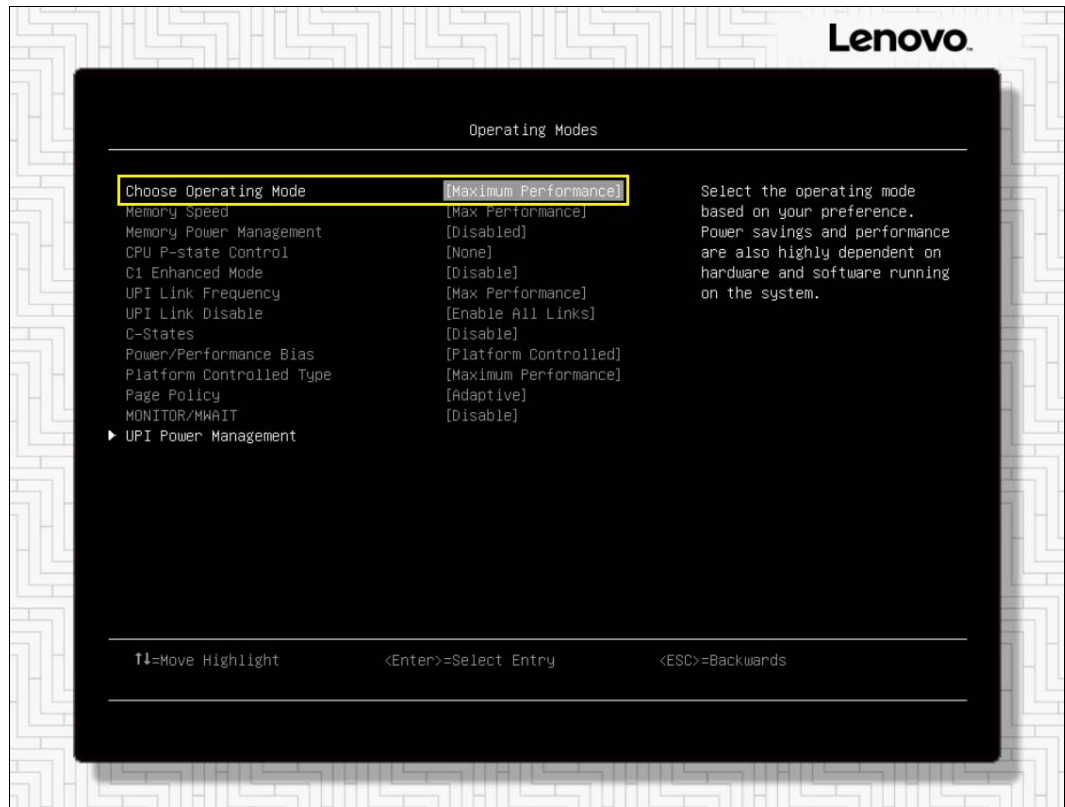 Lenovo™
Operating Modes
Choose Operating Mode [Maximum Performance]
Memory Speed [Max Performance]
Memory Power Management [Disabled]
CPU P-state Control [None]
C1 Enhanced Mode [Disable]
UPI Link Frequency [Max Performance]
UPI Link Disable [Enable All Links]
C-States [Disable]
Power/Performance Bias [Platform Controlled]
Platform Controlled Type [Maximum Performance]
Page Policy [Adaptive]
MONITOR/MWAIT [Disable]
▶ UPI Power Management
Select the operating mode
based on your preference.
Power savings and performance
are also highly dependent on
hardware and software running
on the system.
↑↓=Move Highlight <Enter>=Select Entry <ESC>=Backwards